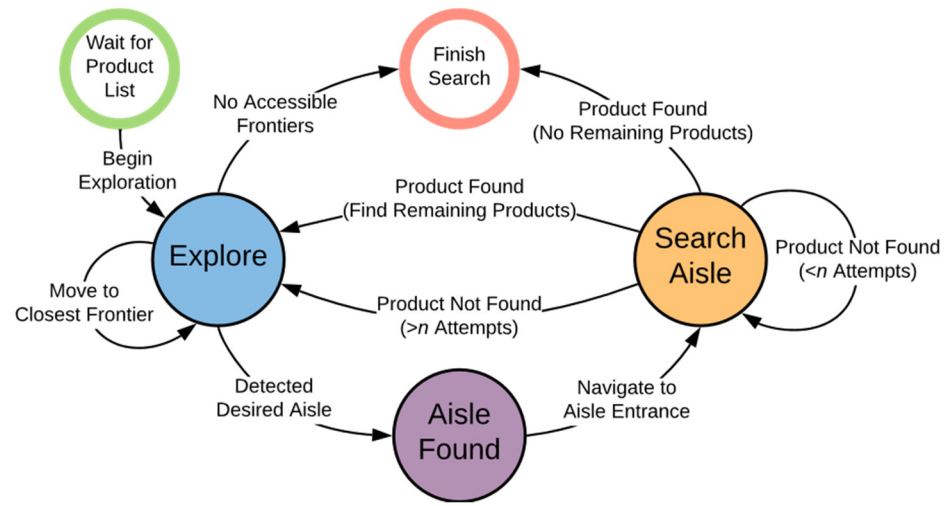 Wait for
Product
List
Finish
Search
No Accessible
Frontiers
Product Found
(No Remaining Products)
Begin
Exploration
Product Found
(Find Remaining Products)
Explore
Search
Aisle
Product Not Found
(<n Attempts)
Move to
Closest Frontier
Product Not Found
(>n Attempts)
Detected
Desired Aisle
Aisle
Found
Navigate to
Aisle Entrance